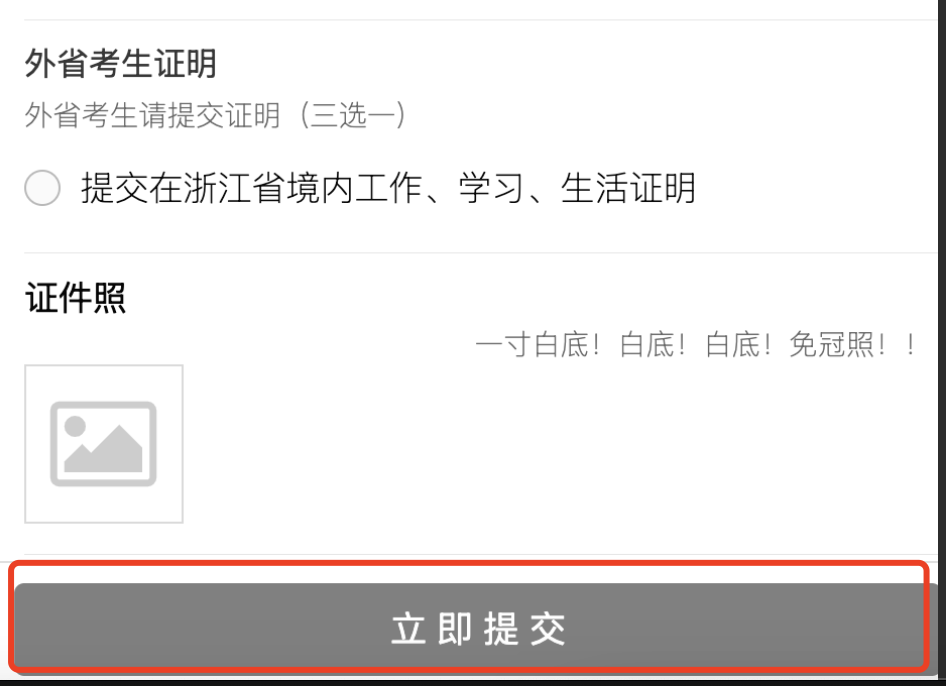 外省考生证明
外省考生请提交证明（三选一）
提交在浙江省境内工作、学习、生活证明
证件照
一寸白底！白底！白底！免冠照！！
立即提交